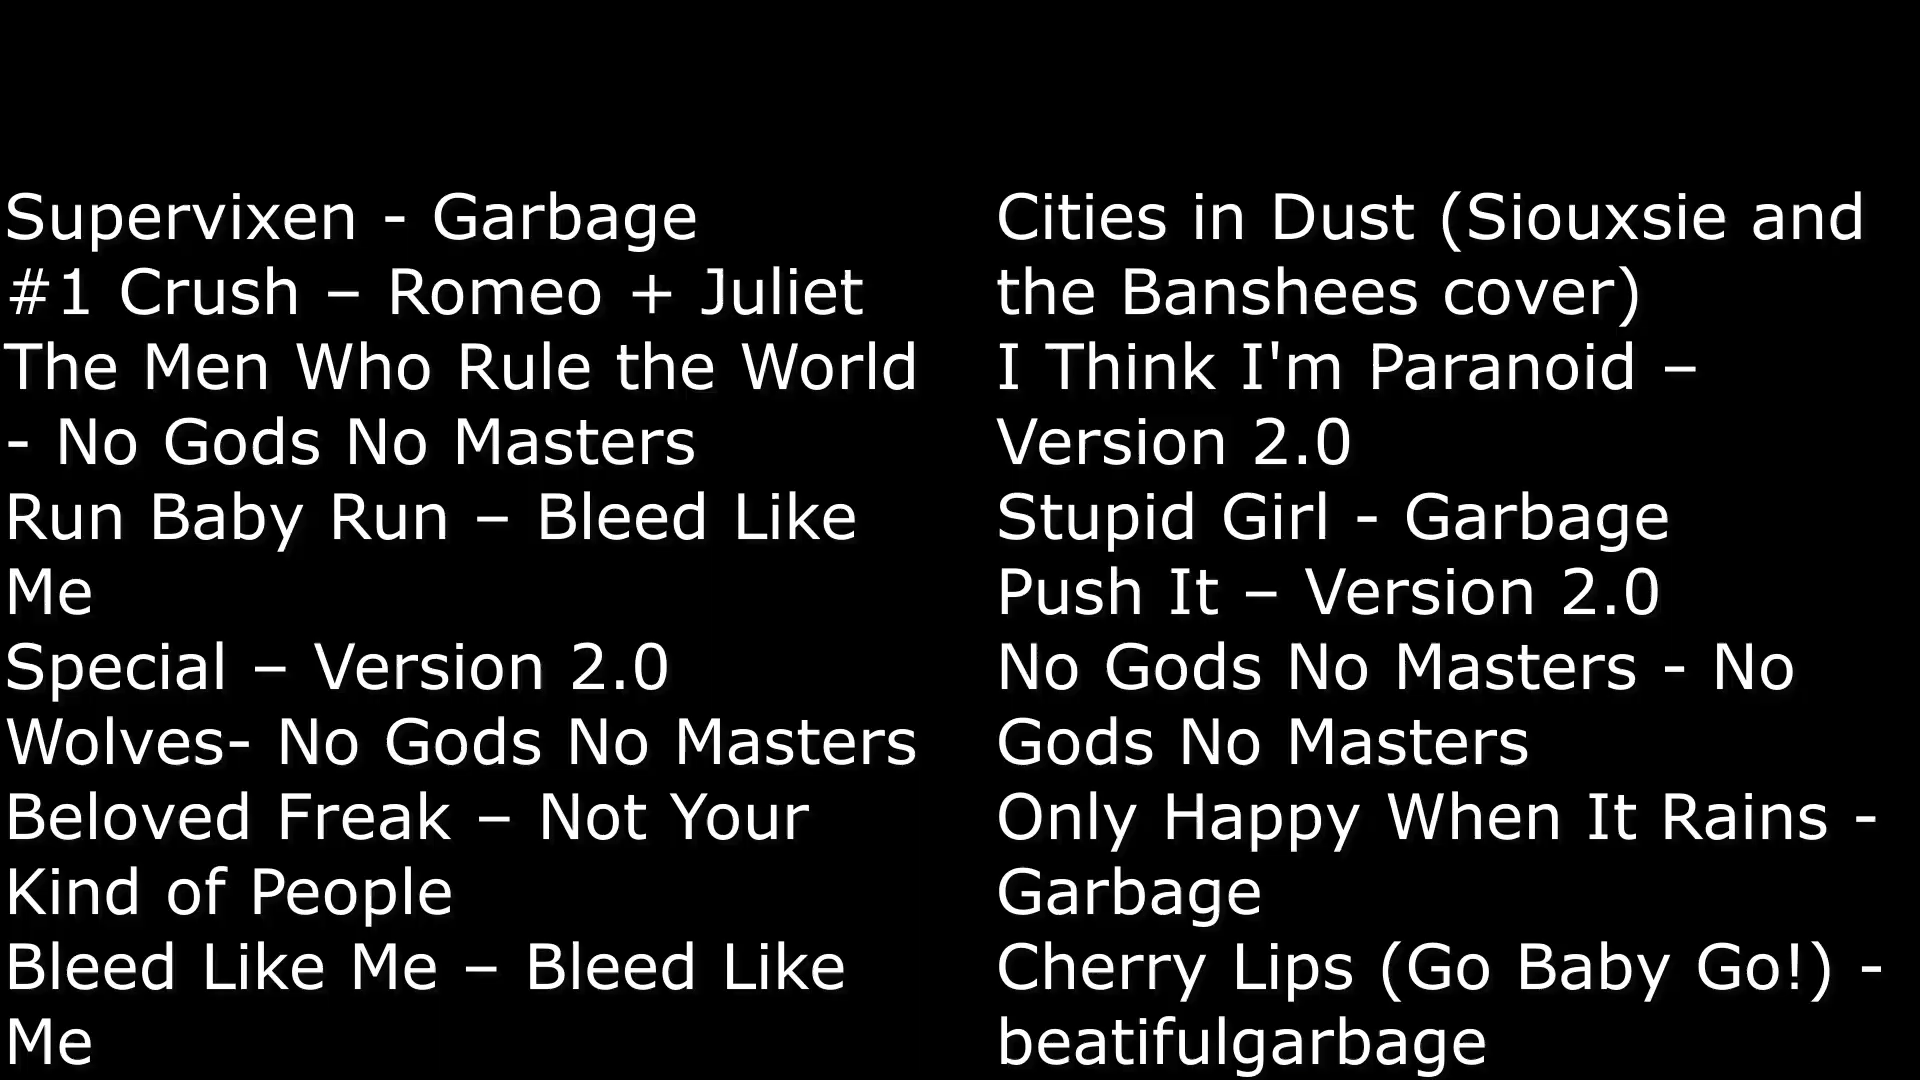 Supervixen - Garbage
#1 Crush – Romeo + Juliet
The Men Who Rule the World
- No Gods No Masters
Run Baby Run – Bleed Like
Me
Special – Version 2.0
Wolves- No Gods No Masters
Beloved Freak – Not Your
Kind of People
Bleed Like Me – Bleed Like
Me
Cities in Dust (Siouxsie and
the Banshees cover)
I Think I'm Paranoid –
Version 2.0
Stupid Girl - Garbage
Push It – Version 2.0
No Gods No Masters - No
Gods No Masters
Only Happy When It Rains -
Garbage
Cherry Lips (Go Baby Go!) -
beatifulgarbage